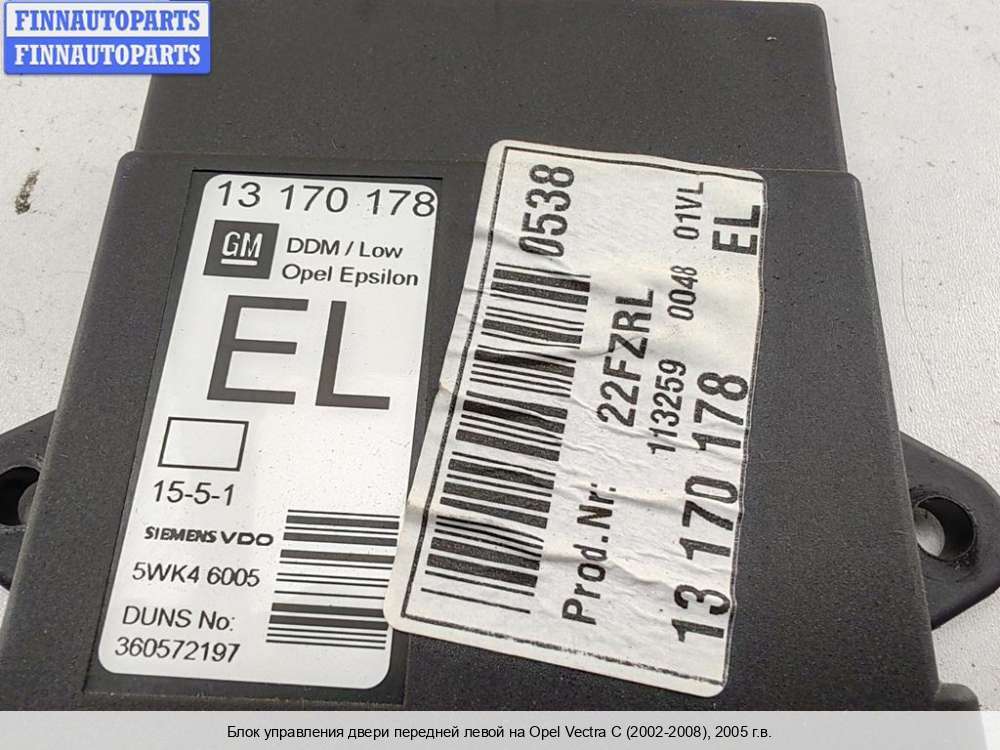 FINNAUTOPARTS
FINNAUTOPARTS
13 170 178
GM
DDM / Low
Opel Epsilon
EL
15-5-1
SIEMENS VDO
5WK4 6005
DUNS No:
360572197
0538
Prod.Nr: 22FZRL
113259 0048 01VL
13 170 178 EL
Блок управления двери передней левой на Opel Vectra C (2002-2008), 2005 г.в.